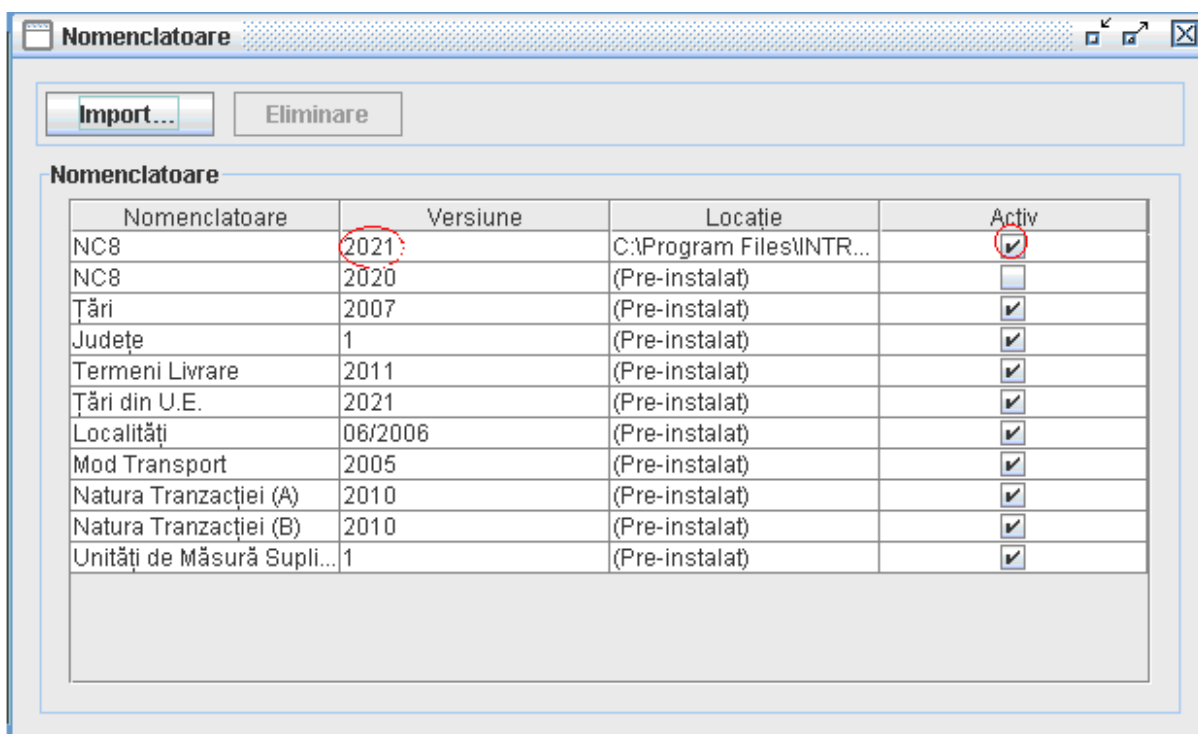 Nomenclatoare
Import... Eliminare
Nomenclatoare
Nomenclatoare Versiune Locație Activ
NC8 2021 C:\Program Files\INTR...
NC8 2020 (Pre-instalat)
Țări 2007 (Pre-instalat)
Județe 1 (Pre-instalat)
Termeni Livrare 2011 (Pre-instalat)
Țări din U.E. 2021 (Pre-instalat)
Localități 06/2006 (Pre-instalat)
Mod Transport 2005 (Pre-instalat)
Natura Tranzacției (A) 2010 (Pre-instalat)
Natura Tranzacției (B) 2010 (Pre-instalat)
Unități de Măsură Supli... 1 (Pre-instalat)